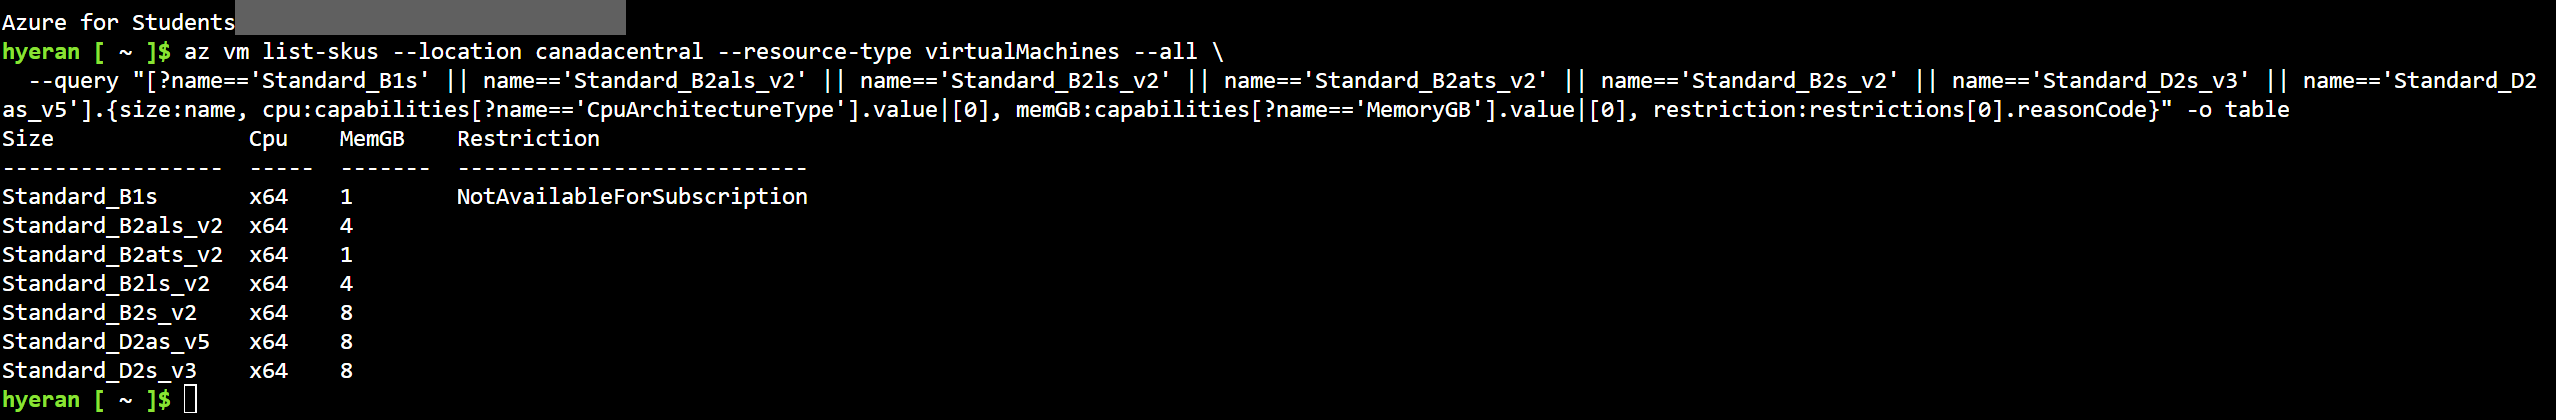 Azure for Students
hyeran [ ~ ]$ az vm list-skus --location canadacentral --resource-type virtualMachines --all \
  --query "[?name=='Standard_B1s' || name=='Standard_B2als_v2' || name=='Standard_B2ls_v2' || name=='Standard_B2ats_v2' || name=='Standard_B2s_v2' || name=='Standard_D2s_v3' || name=='Standard_D2
as_v5'].{size:name, cpu:capabilities[?name=='CpuArchitectureType'].value|[0], memGB:capabilities[?name=='MemoryGB'].value|[0], restriction:restrictions[0].reasonCode}" -o table
Size               Cpu    MemGB    Restriction
-----------------  -----  -------  ---------------------------
Standard_B1s       x64    1        NotAvailableForSubscription
Standard_B2als_v2  x64    4
Standard_B2ats_v2  x64    1
Standard_B2ls_v2   x64    4
Standard_B2s_v2    x64    8
Standard_D2as_v5   x64    8
Standard_D2s_v3    x64    8
hyeran [ ~ ]$